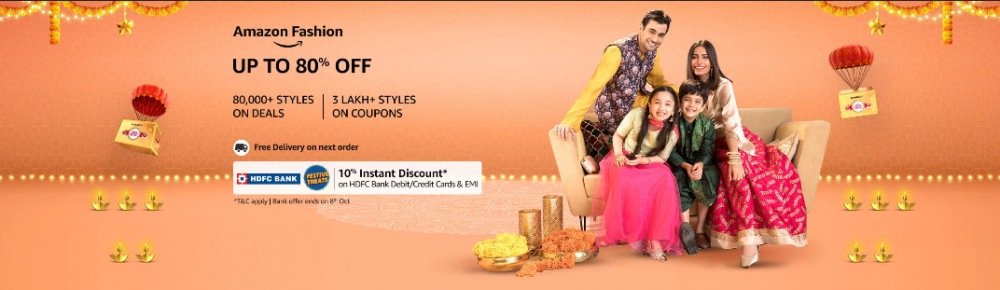 Amazon Fashion
UP TO 80% OFF
80,000+ STYLES
ON DEALS
3 LAKH+ STYLES
ON COUPONS
Free Delivery on next order
HDFC BANK
FESTIVE
TREATS
10% Instant Discount*
on HDFC Bank Debit/Credit Cards & EMI
*T&C apply | Bank offer ends on 8th Oct